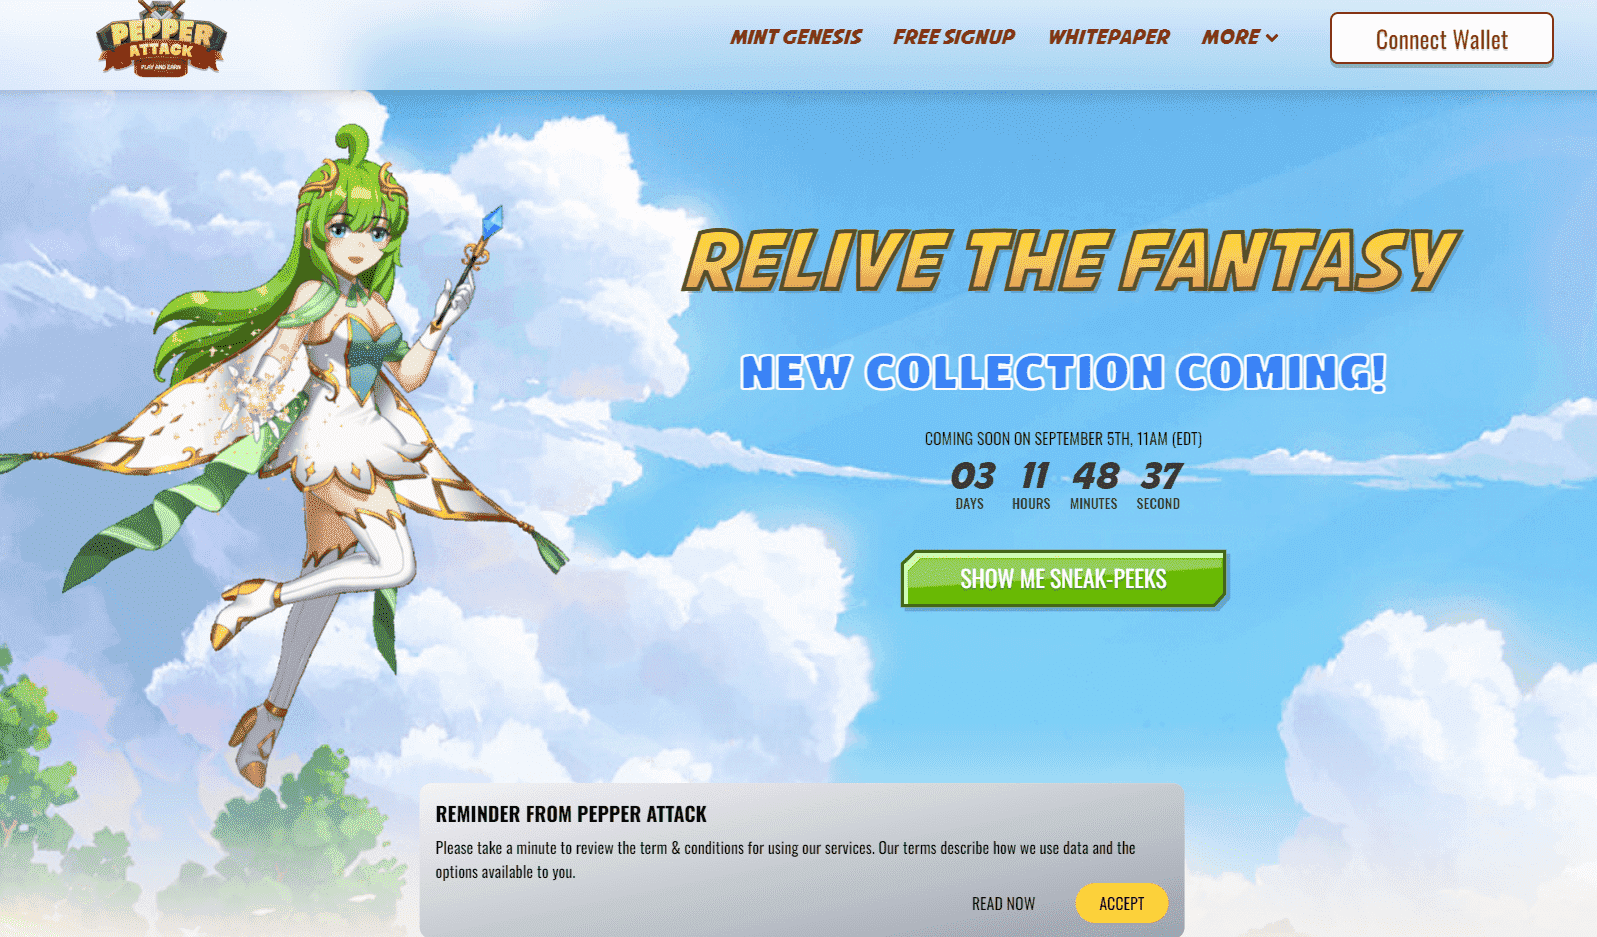 PEPPER
ATTACK
PLAY AND EARN
MINT GENESIS
FREE SIGNUP
WHITEPAPER
MORE
Connect Wallet
RELIVE THE FANTASY
NEW COLLECTION COMING!
COMING SOON ON SEPTEMBER 5TH, 11AM (EDT)
03 11 48 37
DAYS HOURS MINUTES SECOND
SHOW ME SNEAK-PEEKS
REMINDER FROM PEPPER ATTACK
Please take a minute to review the term & conditions for using our services. Our terms describe how we use data and the
options available to you.
READ NOW
ACCEPT